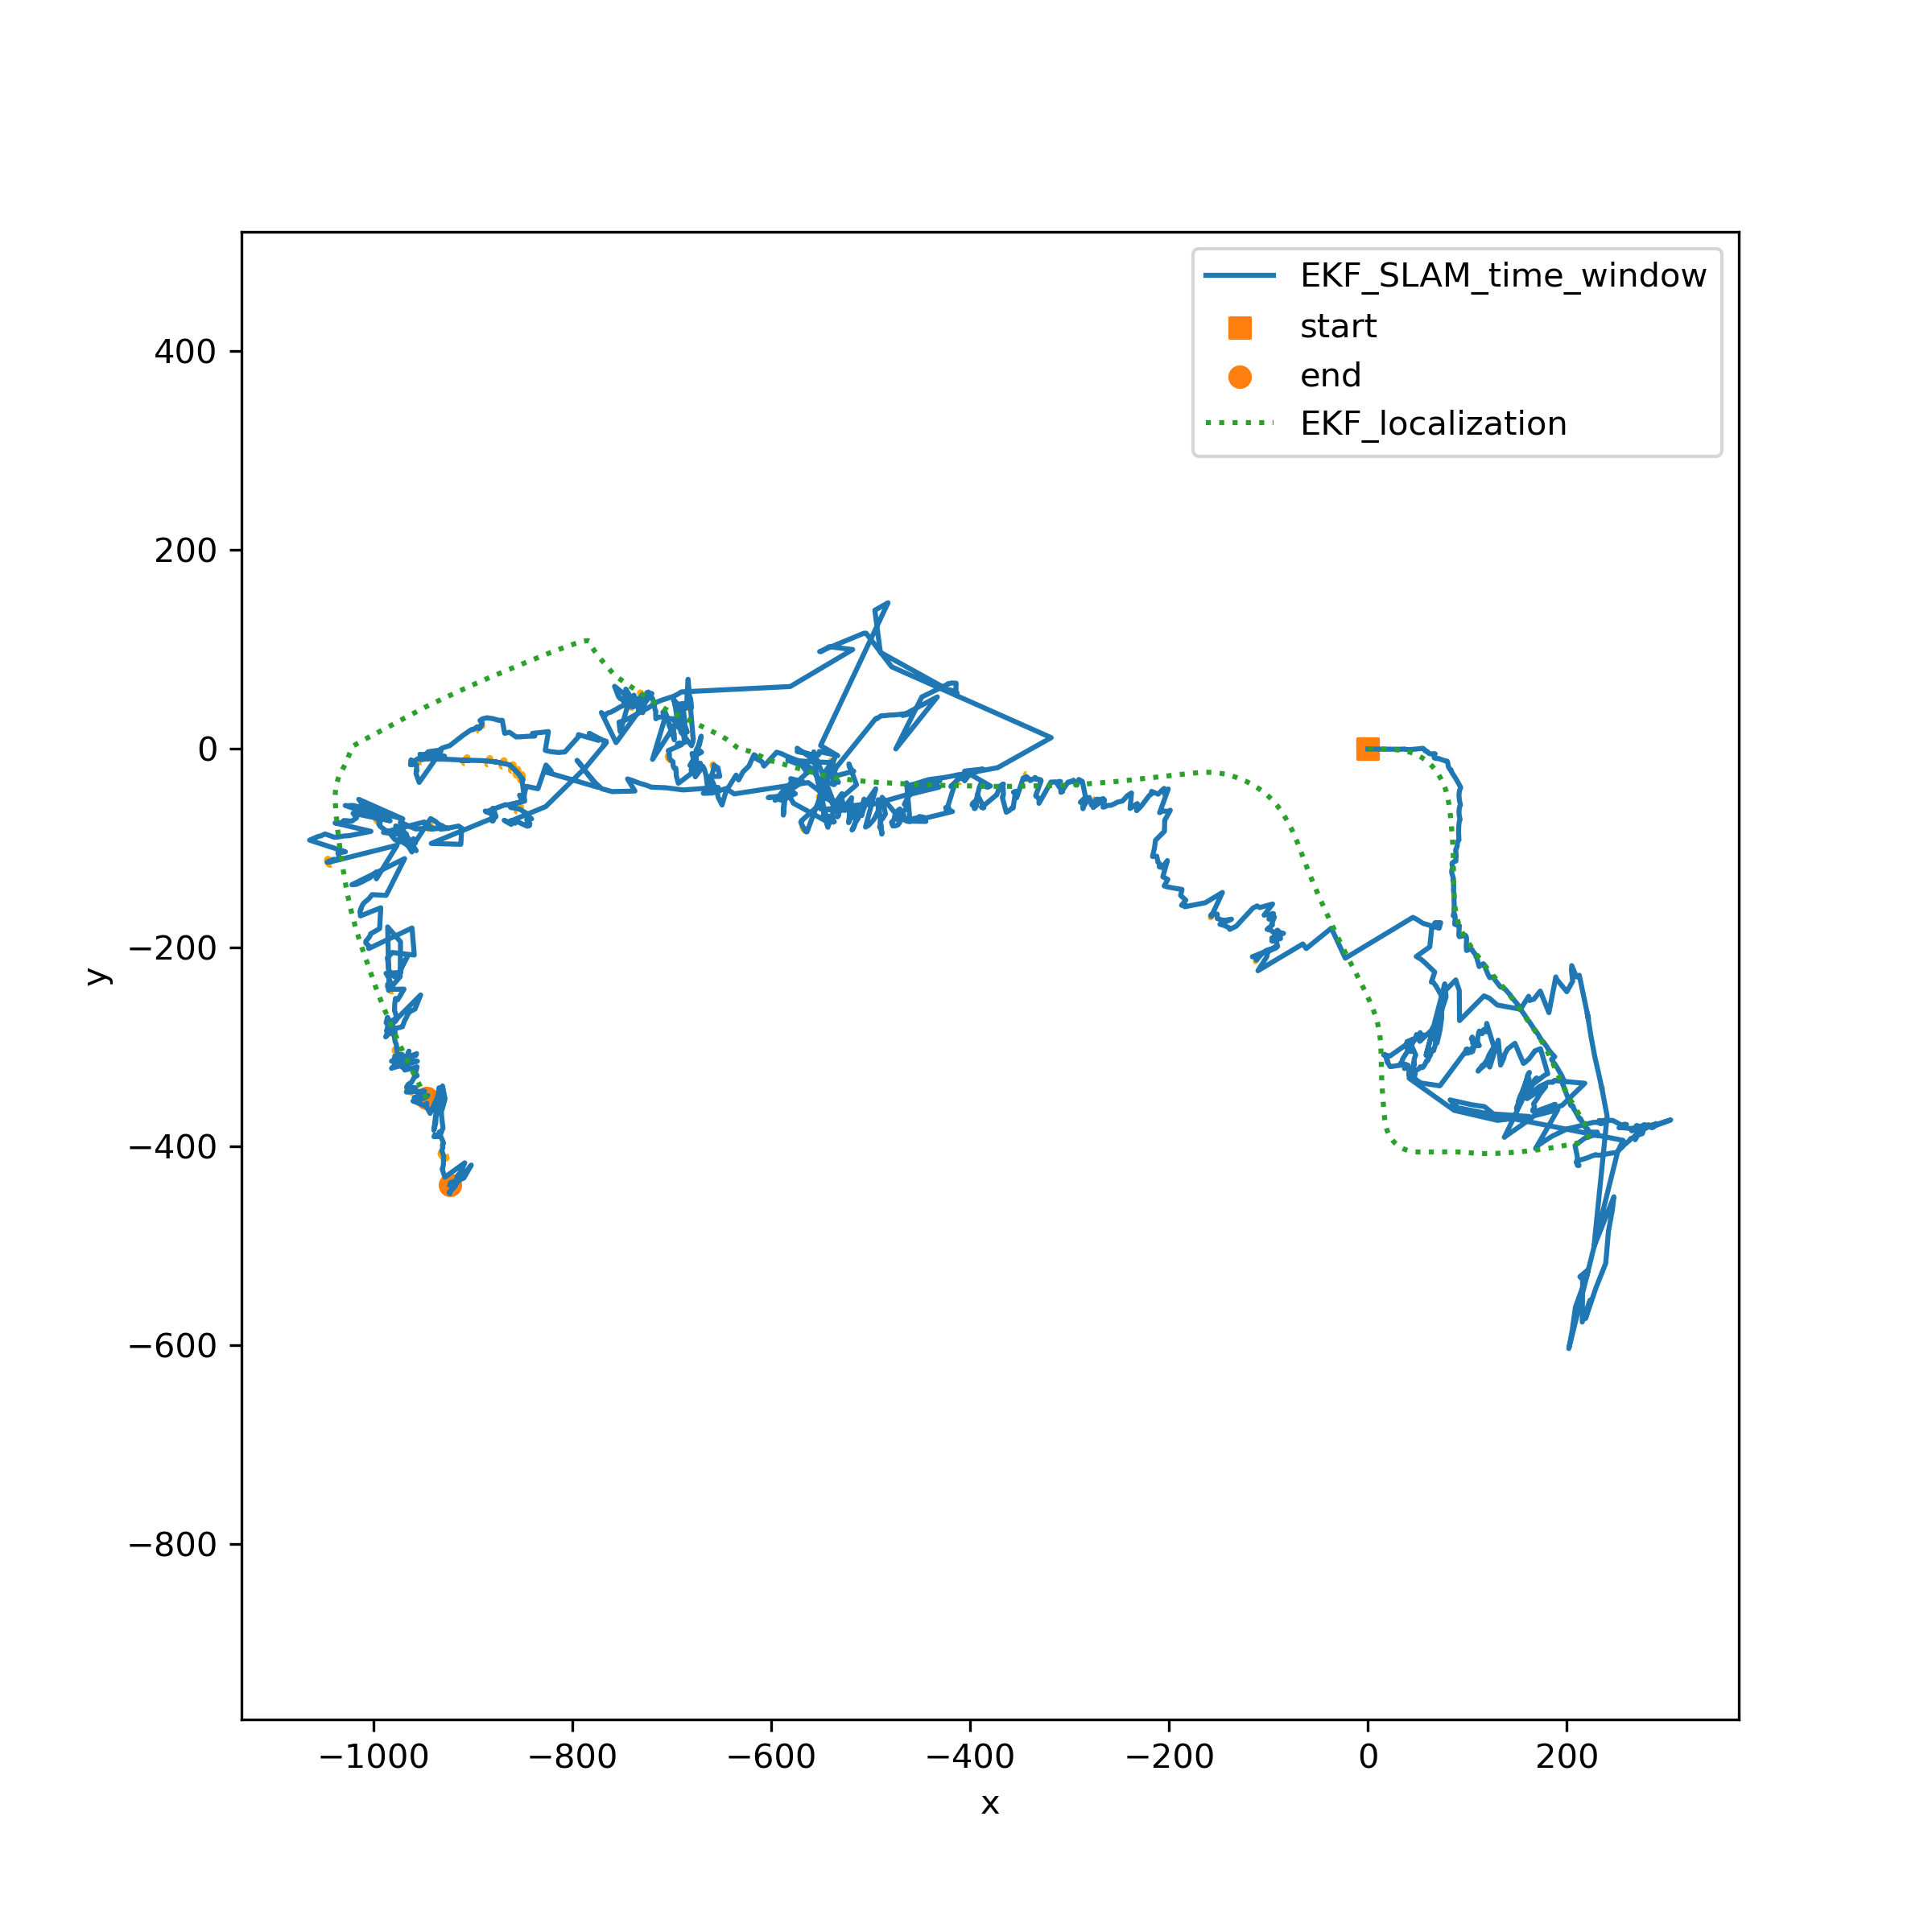 EKF_SLAM_time_window
start
end
EKF_localization
400
200
0
−200
−400
−600
−800
y
−1000 −800 −600 −400 −200 0 200
x